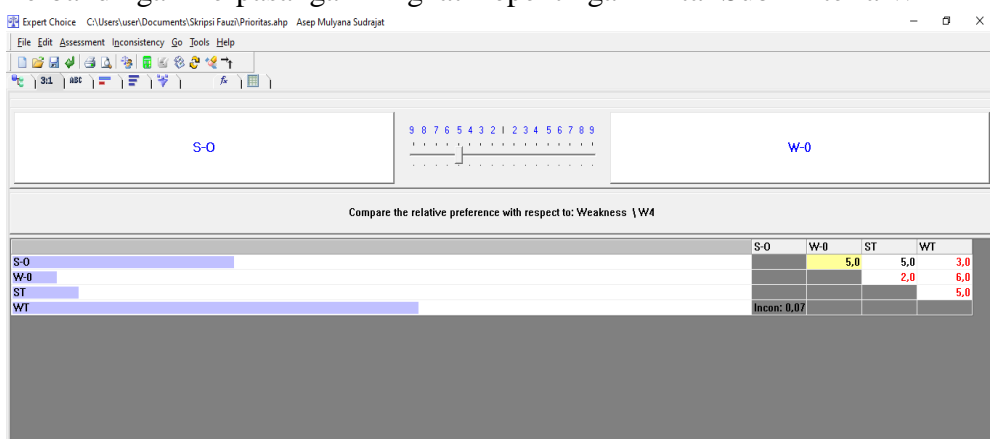 Expert Choice C:\Users\user\Documents\Skripsi Fauzi\Prioritas.ahp Asep Mulyana Sudrajat
File Edit Assessment Inconsistency Go Tools Help
3:1 ABC fx
9 8 7 6 5 4 3 2 1 2 3 4 5 6 7 8 9
S-O W-0
Compare the relative preference with respect to: Weakness \ W4
S-O W-0 ST WT
S-O 5,0 5,0 3,0
W-0 2,0 6,0
ST 5,0
WT Incon: 0,07